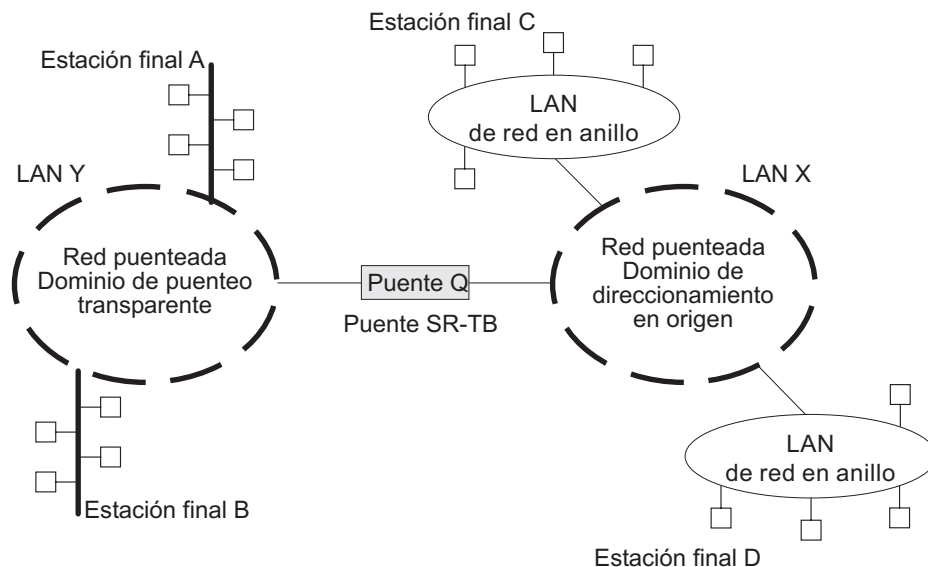 Estación final C
Estación final A
LAN
de red en anillo
LAN Y
LAN X
Red puenteada
Dominio de puenteo
transparente
Puente Q
Puente SR-TB
Red puenteada
Dominio de
direccionamiento
en origen
LAN
de red en anillo
Estación final B
Estación final D